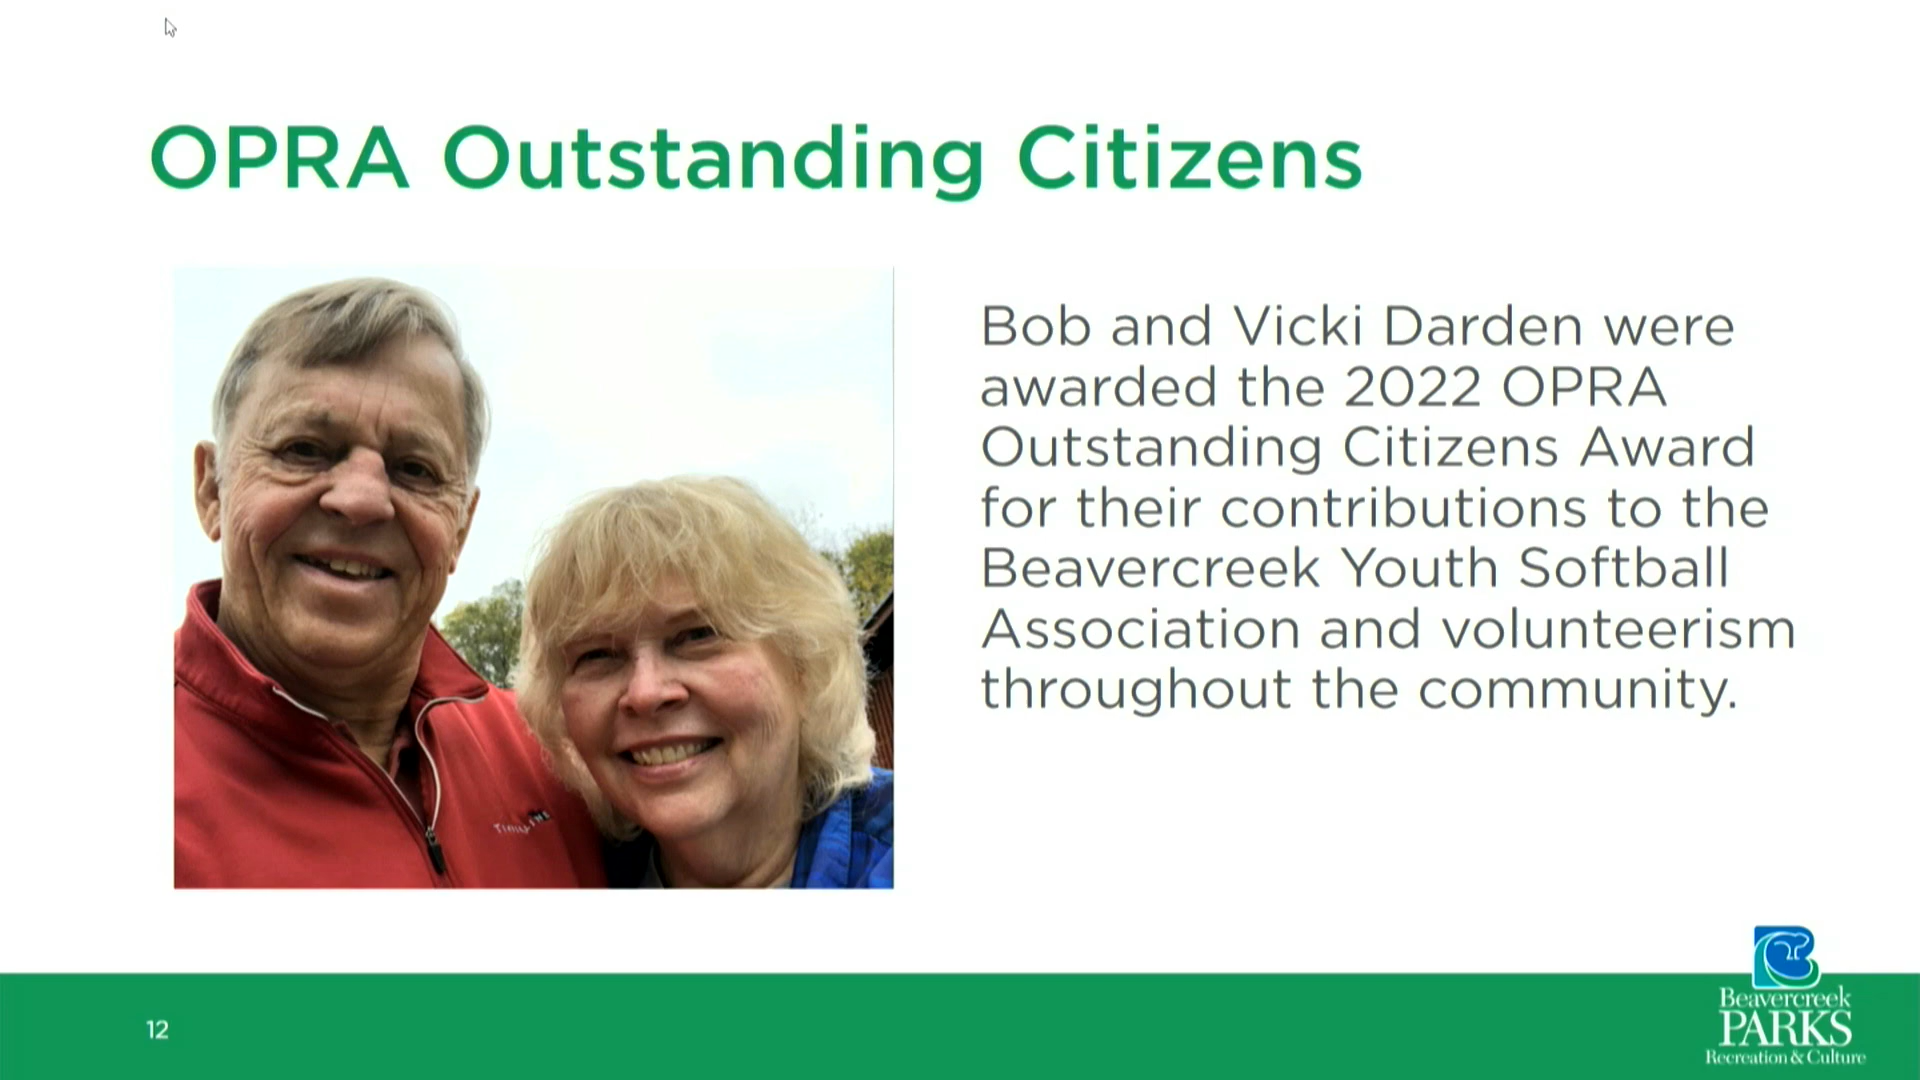 OPRA Outstanding Citizens
Bob and Vicki Darden were
awarded the 2022 OPRA
Outstanding Citizens Award
for their contributions to the
Beavercreek Youth Softball
Association and volunteerism
throughout the community.
12
Beavercreek
PARKS
Recreation & Culture